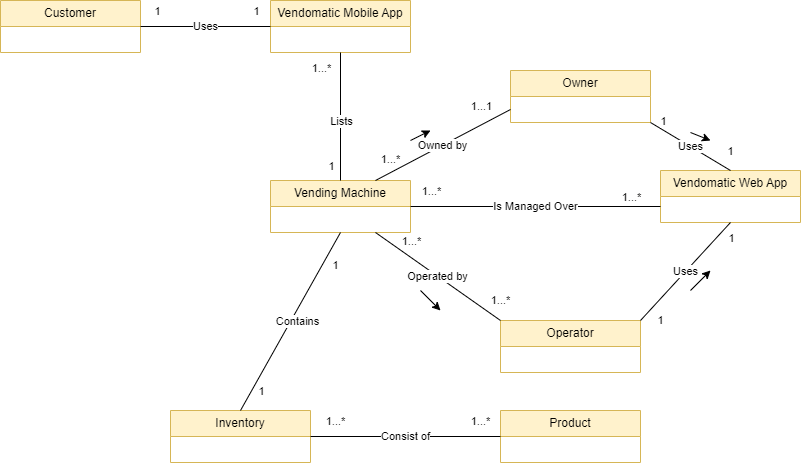 Customer
1
Uses
1
Vendomatic Mobile App
1...*
Lists
1
Owner
1...1
1...*
Owned by
1
Uses
1
Vending Machine
1...*
Is Managed Over
1...*
Vendomatic Web App
1...*
Operated by
1...*
1
Uses
1
Operator
1
Contains
1
Inventory
1...*
Consist of
1...*
Product